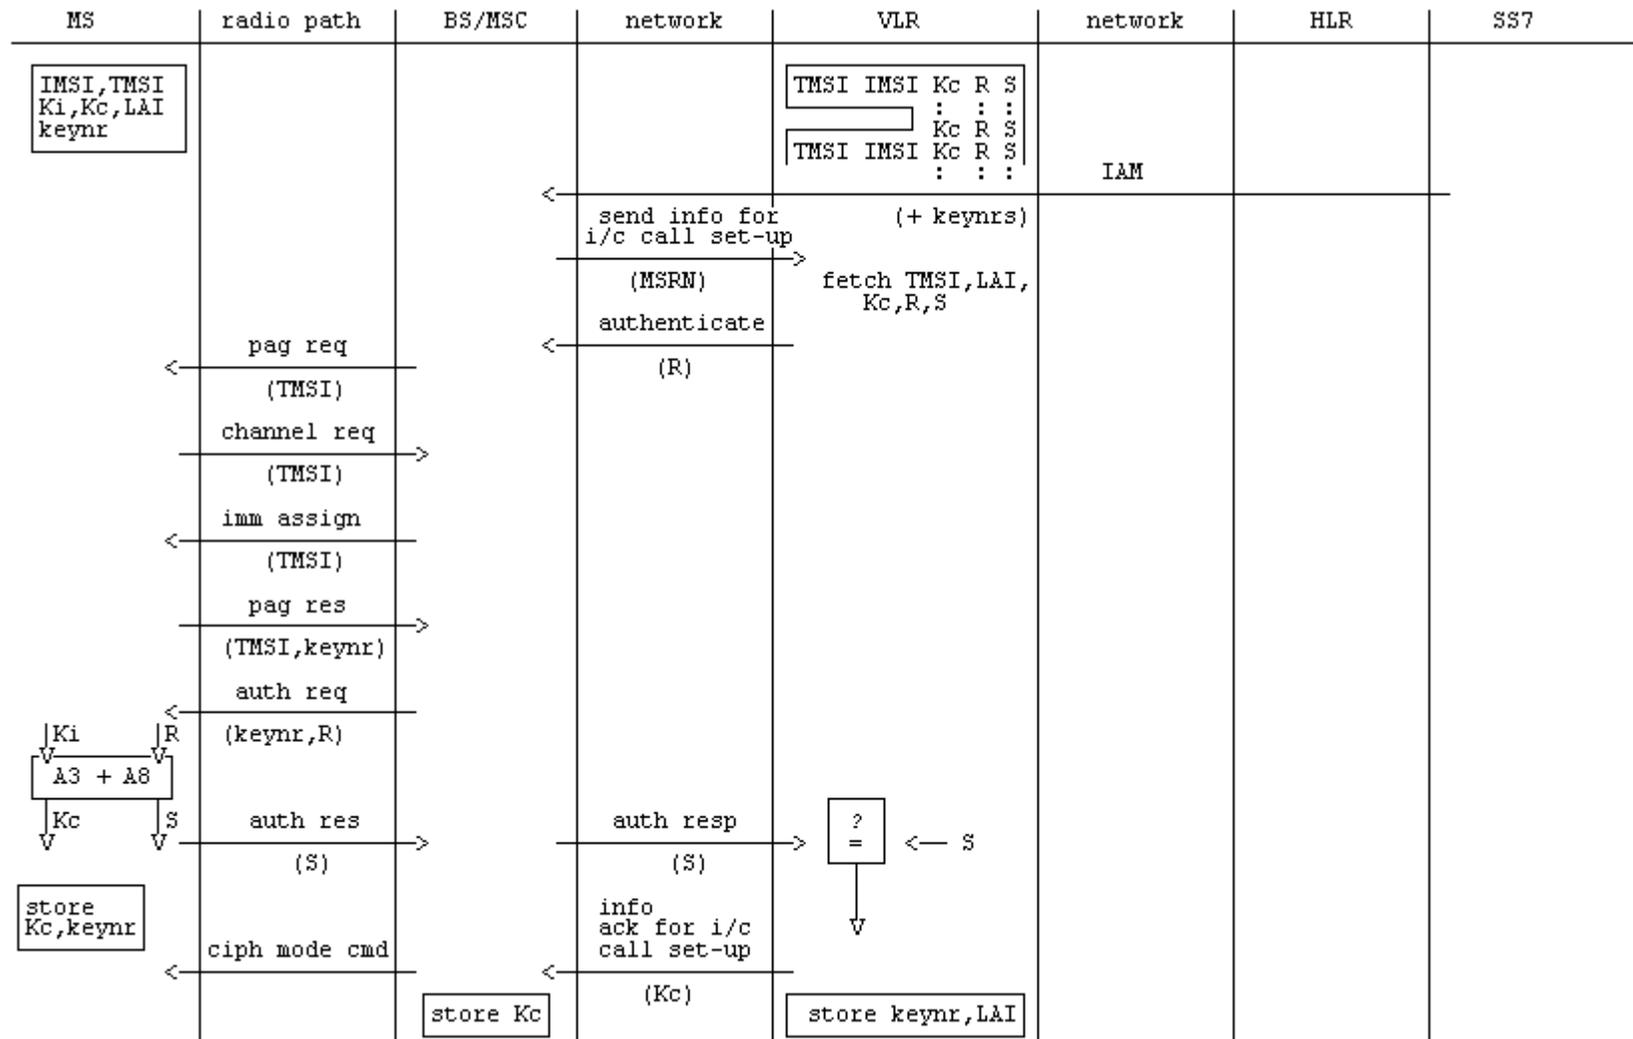 MS radio path BS/MSC network VLR network HLR SS7
IMSI,TMSI
Ki,Kc,LAI
keynr
TMSI IMSI Kc R S
: : :
Kc R S
TMSI IMSI Kc R S
: : :
IAM
send info for
i/c call set-up
(+ keynrs)
(MSRN)
fetch TMSI,LAI,
Kc,R,S
authenticate
(R)
pag req
(TMSI)
channel req
(TMSI)
imm assign
(TMSI)
pag res
(TMSI,keynr)
auth req
(keynr,R)
Ki R
A3 + A8
Kc S
auth res
(S)
auth resp
(S)
?
=
S
store
Kc,keynr
info
ack for i/c
call set-up
ciph mode cmd
(Kc)
store Kc
store keynr,LAI